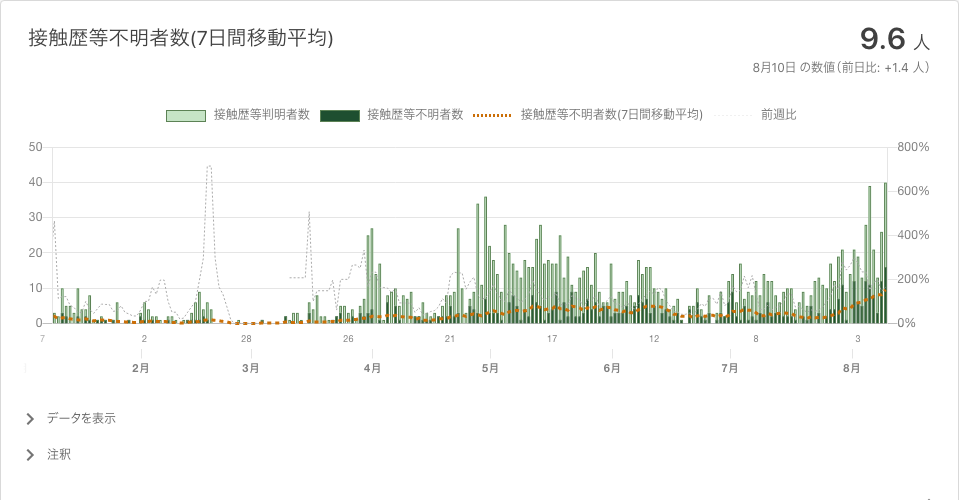 接触歴等不明者数(7日間移動平均)
9.6 人
8月10日 の数値（前日比: +1.4 人）
接触歴等判明者数 接触歴等不明者数 接触歴等不明者数(7日間移動平均) 前週比
50 800%
40 600%
30 400%
20 200%
10 0%
0
7 2 28 26 21 17 12 8 3
2月 3月 4月 5月 6月 7月 8月
データを表示
注釈